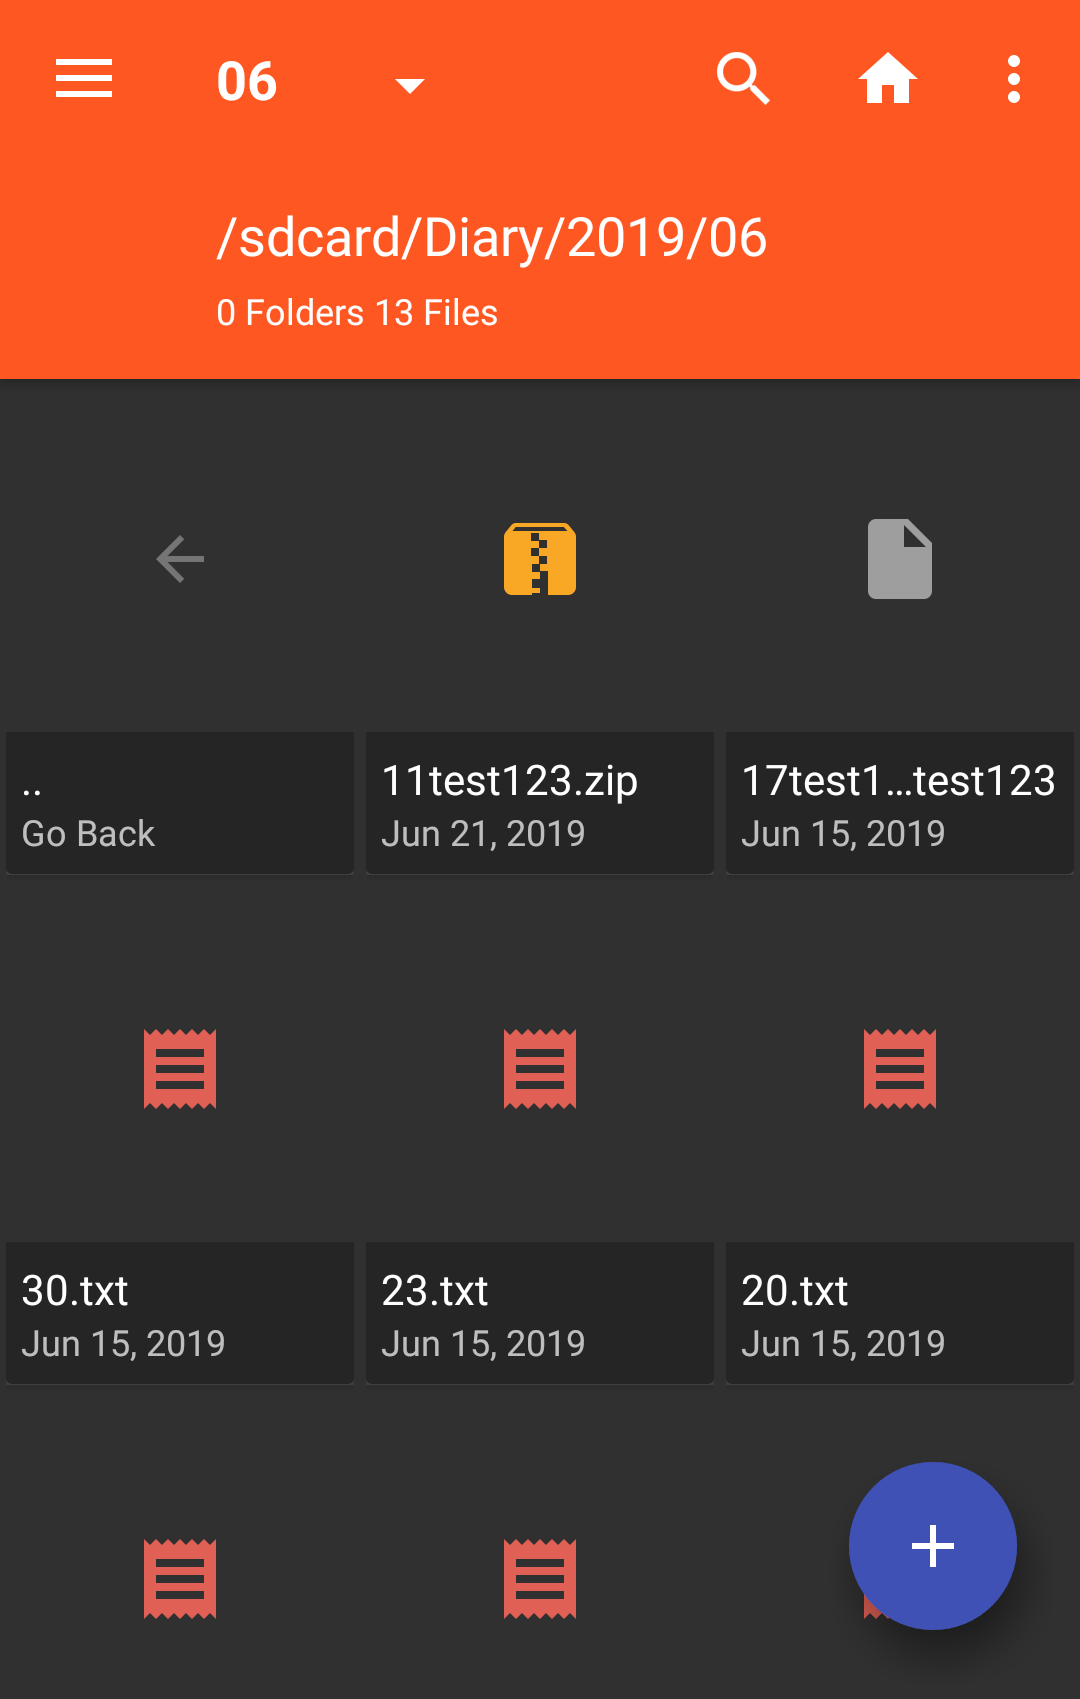 06
/sdcard/Diary/2019/06
0 Folders 13 Files
..
Go Back
11test123.zip
Jun 21, 2019
17test1…test123
Jun 15, 2019
30.txt
Jun 15, 2019
23.txt
Jun 15, 2019
20.txt
Jun 15, 2019